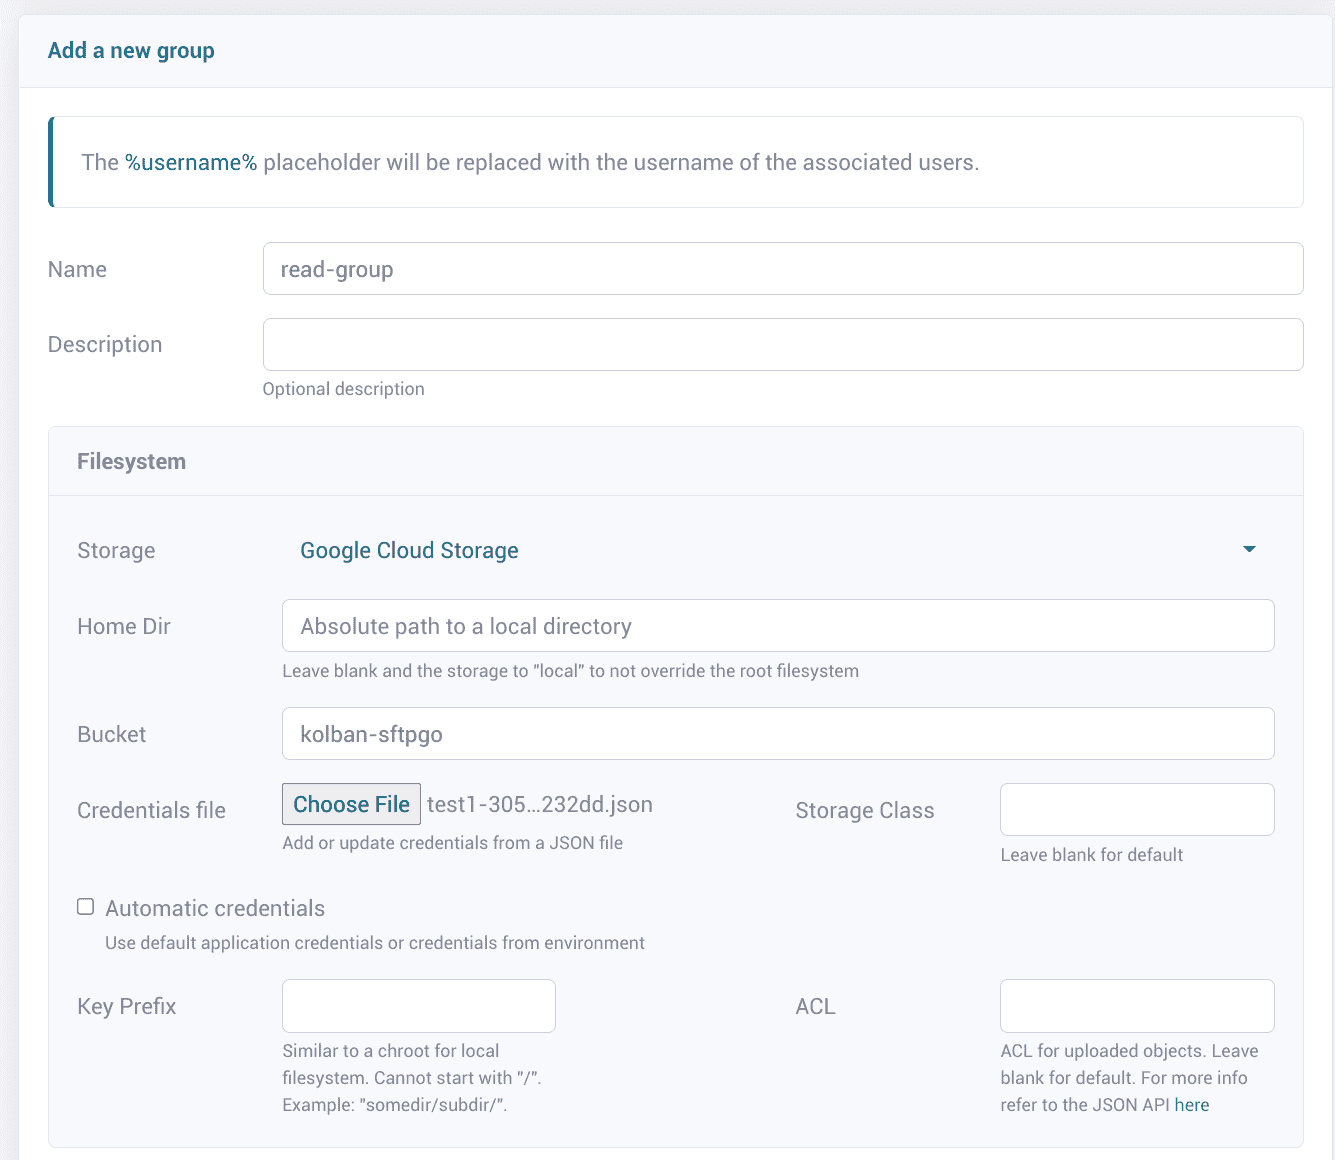 Add a new group
The %username% placeholder will be replaced with the username of the associated users.
Name
read-group
Description
Optional description
Filesystem
Storage
Google Cloud Storage
Home Dir
Absolute path to a local directory
Leave blank and the storage to "local" to not override the root filesystem
Bucket
kolban-sftpgo
Credentials file
Choose File test1-305...232dd.json
Add or update credentials from a JSON file
Storage Class
Leave blank for default
Automatic credentials
Use default application credentials or credentials from environment
Key Prefix
Similar to a chroot for local
filesystem. Cannot start with "/".
Example: "somedir/subdir/".
ACL
ACL for uploaded objects. Leave
blank for default. For more info
refer to the JSON API here